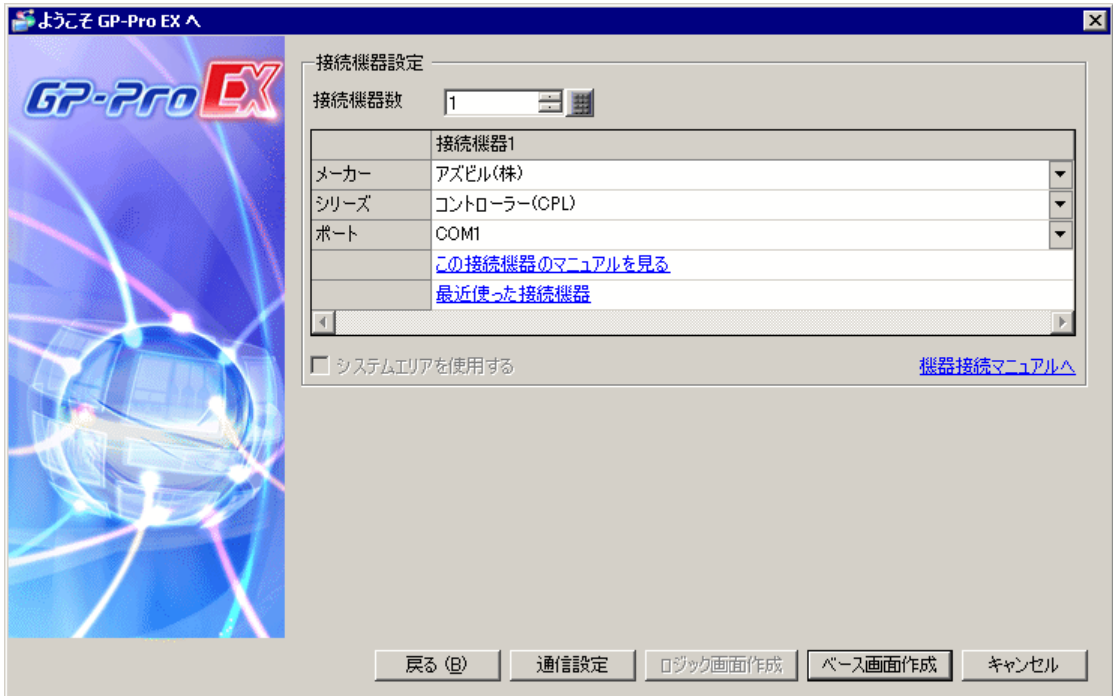 ようこそ GP-Pro EX へ
GP-Pro EX
接続機器設定
接続機器数 1
接続機器1
メーカー アズビル(株)
シリーズ コントローラー(CPL)
ポート COM1
この接続機器のマニュアルを見る
最近使った接続機器
システムエリアを使用する 機器接続マニュアルへ
戻る (B) 通信設定 ロジック画面作成 ベース画面作成 キャンセル